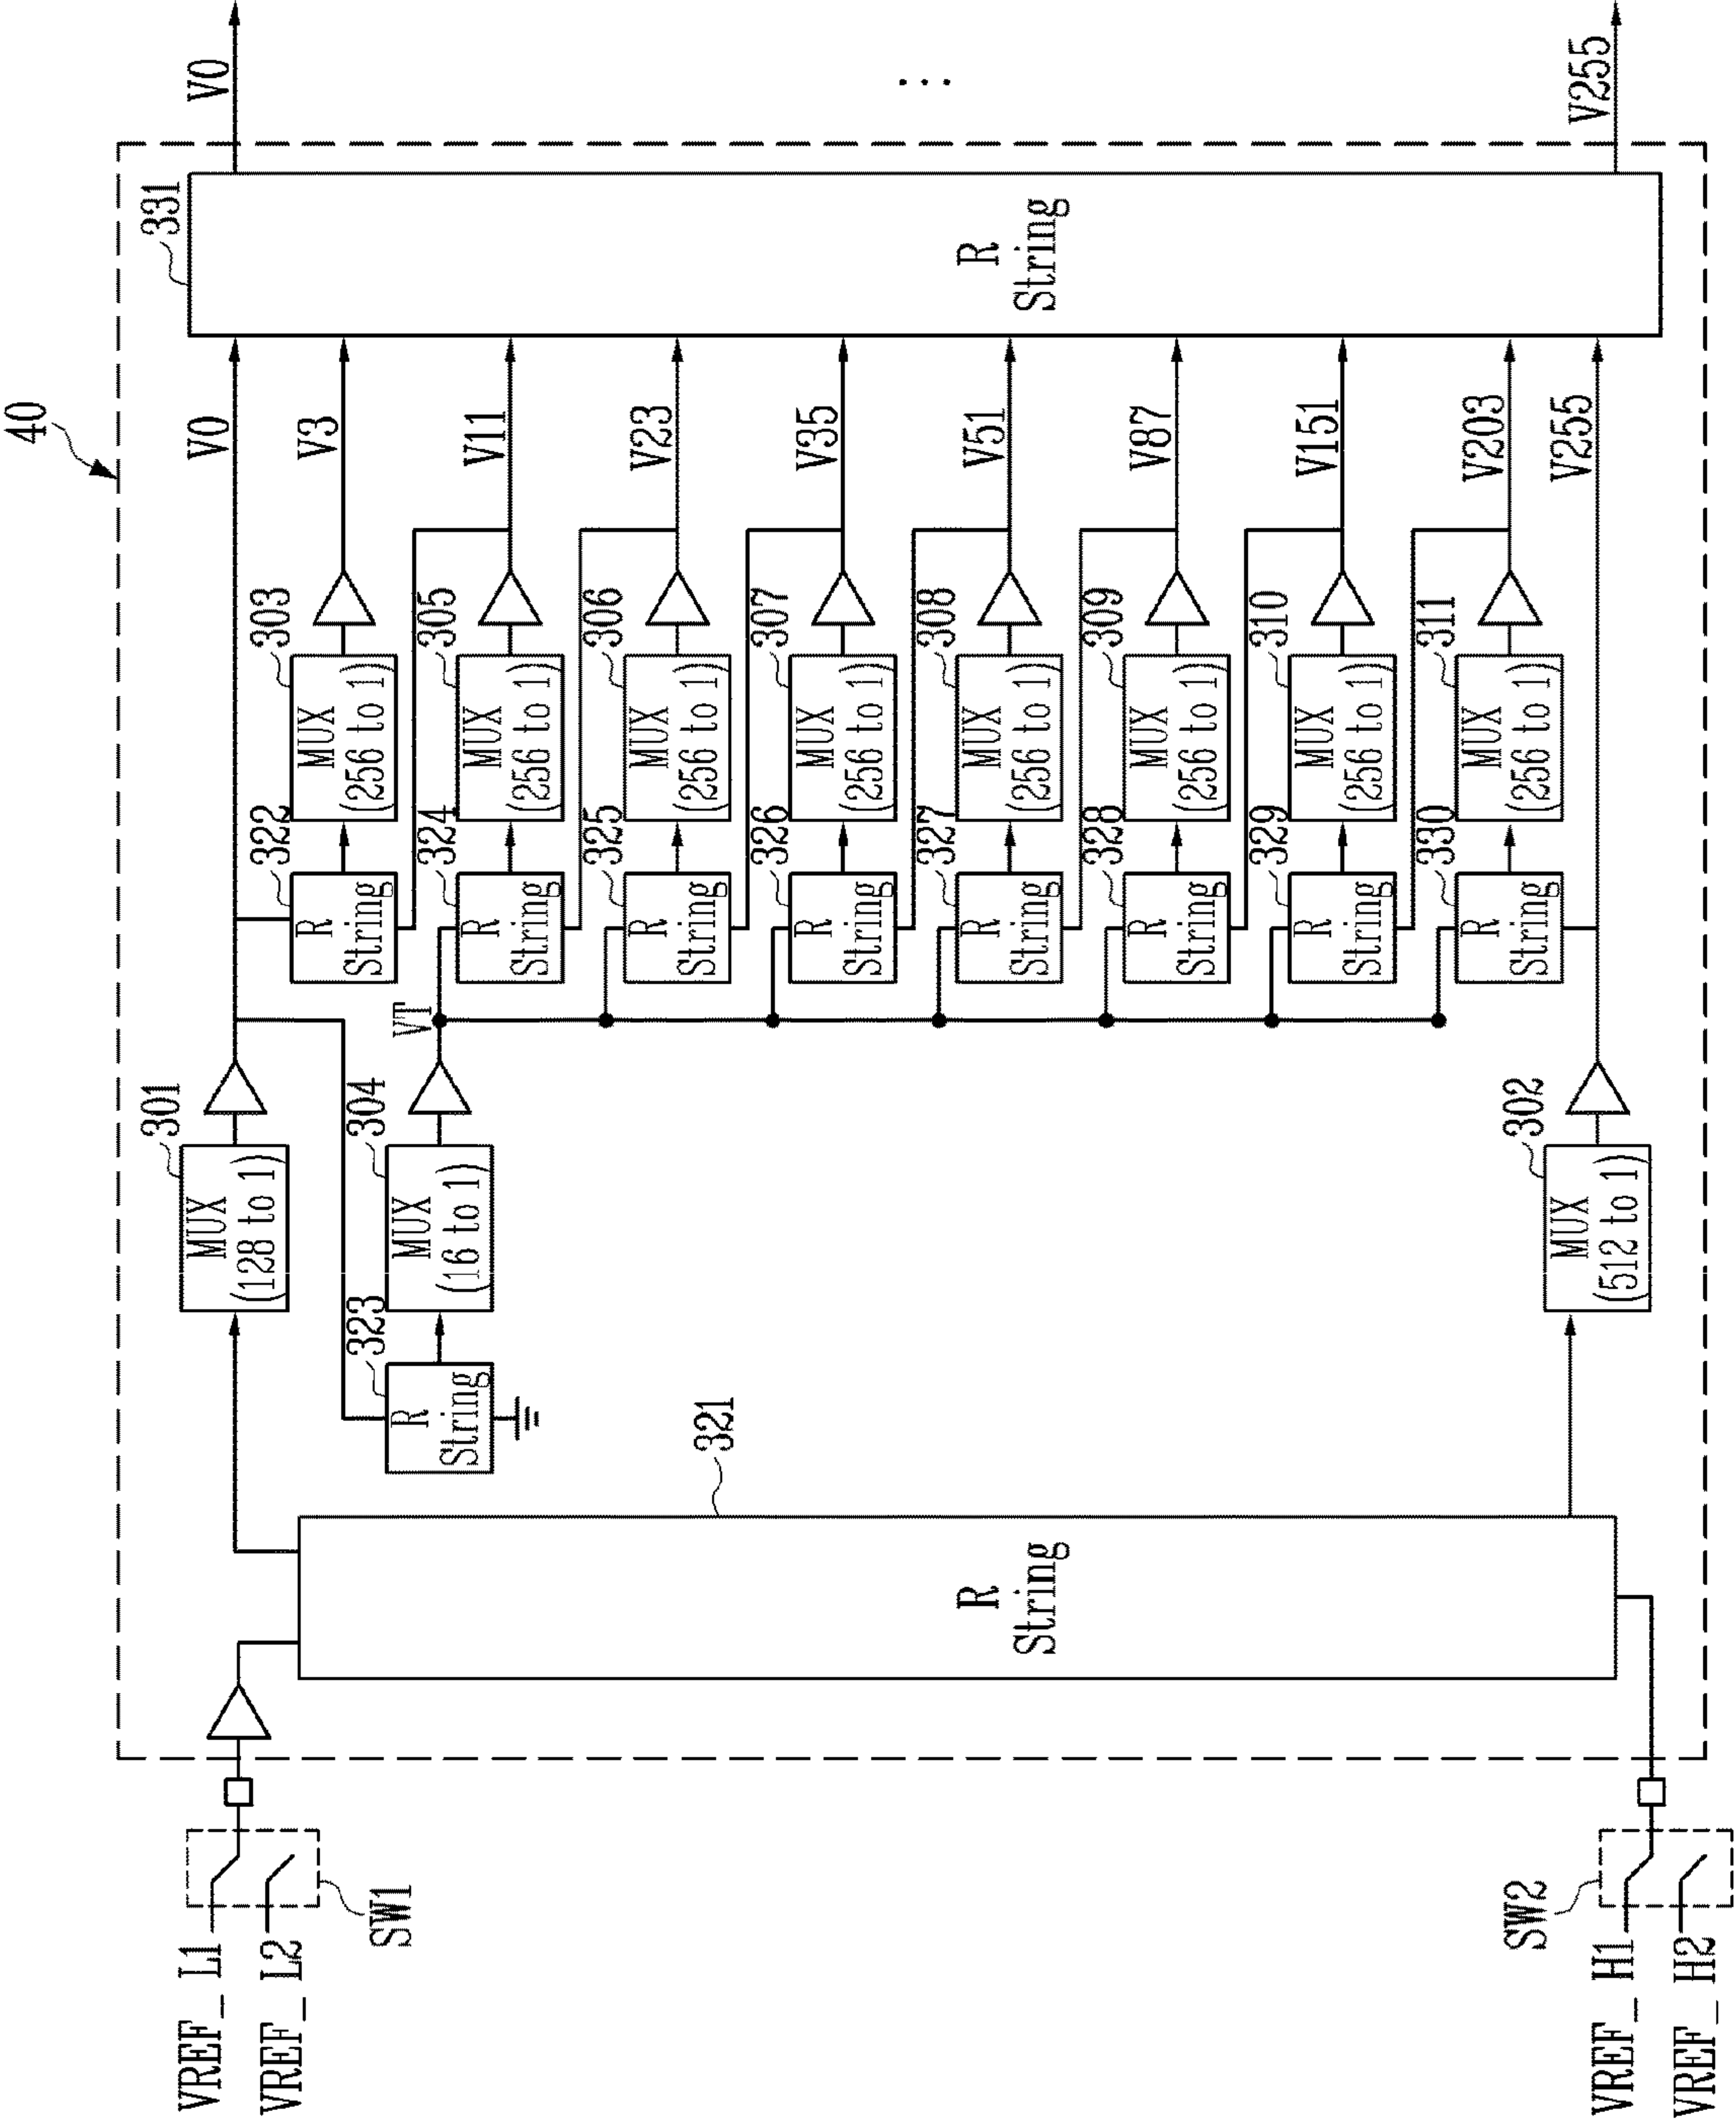 40
VREF_L1
VREF_L2
SW1
VREF_H1
VREF_H2
SW2
321
R
String
301
MUX
(128 to 1)
323
R
String
304
MUX
(16 to 1)
VT
302
MUX
(512 to 1)
322
R
String
303
MUX
(256 to 1)
324
R
String
305
MUX
(256 to 1)
325
R
String
306
MUX
(256 to 1)
326
R
String
307
MUX
(256 to 1)
327
R
String
308
MUX
(256 to 1)
328
R
String
309
MUX
(256 to 1)
329
R
String
310
MUX
(256 to 1)
330
R
String
311
MUX
(256 to 1)
V0
V3
V11
V23
V35
V51
V87
V151
V203
V255
331
R
String
V0
...
V255